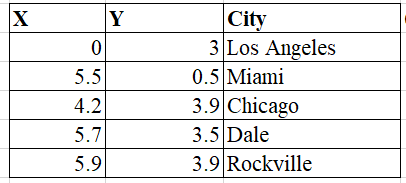 X Y City
0 3 Los Angeles
5.5 0.5 Miami
4.2 3.9 Chicago
5.7 3.5 Dale
5.9 3.9 Rockville